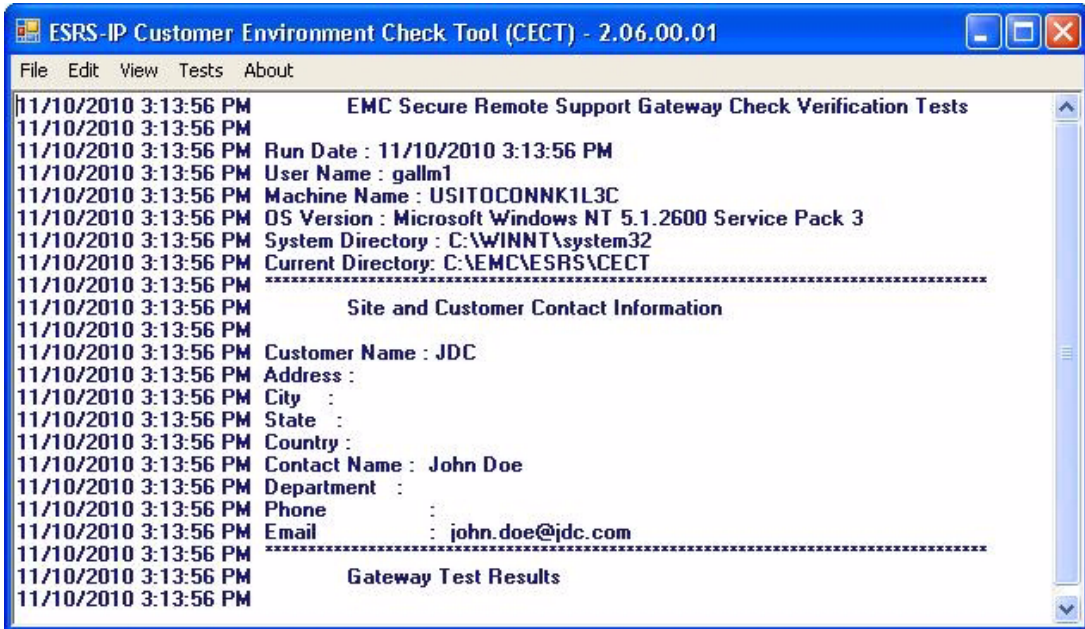 ESRS-IP Customer Environment Check Tool (CECT) - 2.06.00.01
File Edit View Tests About
11/10/2010 3:13:56 PM EMC Secure Remote Support Gateway Check Verification Tests
11/10/2010 3:13:56 PM
11/10/2010 3:13:56 PM Run Date : 11/10/2010 3:13:56 PM
11/10/2010 3:13:56 PM User Name : gallm1
11/10/2010 3:13:56 PM Machine Name : USITOCONNK1L3C
11/10/2010 3:13:56 PM OS Version : Microsoft Windows NT 5.1.2600 Service Pack 3
11/10/2010 3:13:56 PM System Directory : C:\WINNT\system32
11/10/2010 3:13:56 PM Current Directory: C:\EMC\ESRS\CECT
11/10/2010 3:13:56 PM ************************************************************************************
11/10/2010 3:13:56 PM Site and Customer Contact Information
11/10/2010 3:13:56 PM
11/10/2010 3:13:56 PM Customer Name : JDC
11/10/2010 3:13:56 PM Address :
11/10/2010 3:13:56 PM City :
11/10/2010 3:13:56 PM State :
11/10/2010 3:13:56 PM Country :
11/10/2010 3:13:56 PM Contact Name : John Doe
11/10/2010 3:13:56 PM Department :
11/10/2010 3:13:56 PM Phone :
11/10/2010 3:13:56 PM Email : john.doe@jdc.com
11/10/2010 3:13:56 PM ************************************************************************************
11/10/2010 3:13:56 PM Gateway Test Results
11/10/2010 3:13:56 PM